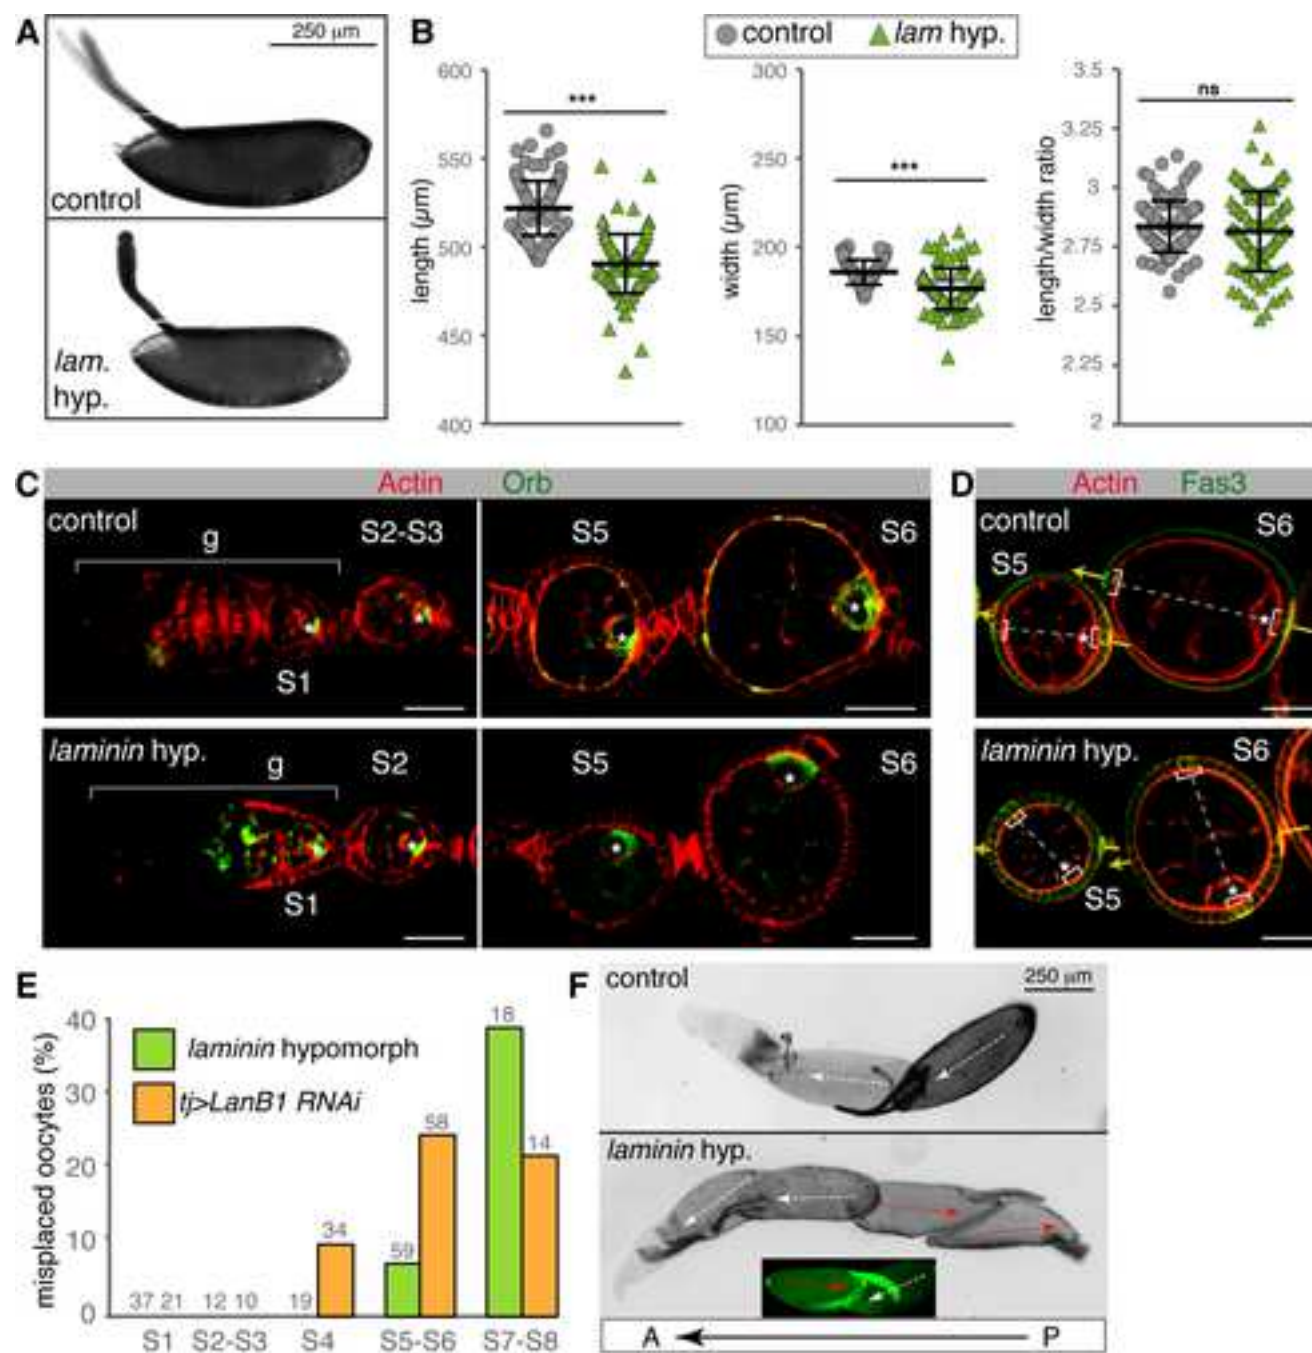 A
250 µm
control
lam.
hyp.
B
control lam hyp.
600
550
500
450
400
length (µm)
***
300
250
200
150
100
width (µm)
***
3.5
3.25
3
2.75
2.5
2.25
2
length/width ratio
ns
C
Actin Orb
control
g
S2-S3
S1
S5
S6
laminin hyp.
g
S2
S1
S5
S6
D
Actin Fas3
control
S5
S6
laminin hyp.
S6
S5
E
misplaced oocytes (%)
40
30
20
10
0
laminin hypomorph
tj>LanB1 RNAi
37 21 12 10 19 34 59 58 18 14
S1 S2-S3 S4 S5-S6 S7-S8
F
control
250 µm
laminin hyp.
A P